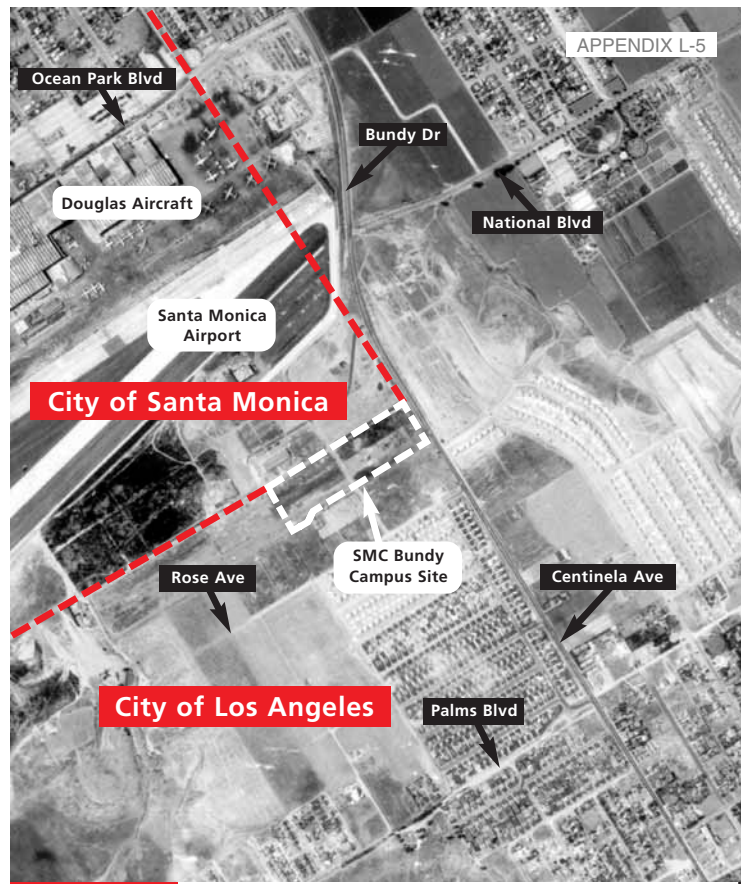 APPENDIX L-5
Ocean Park Blvd
Bundy Dr
Douglas Aircraft
National Blvd
Santa Monica
Airport
City of Santa Monica
SMC Bundy
Campus Site
Rose Ave
Centinela Ave
City of Los Angeles
Palms Blvd